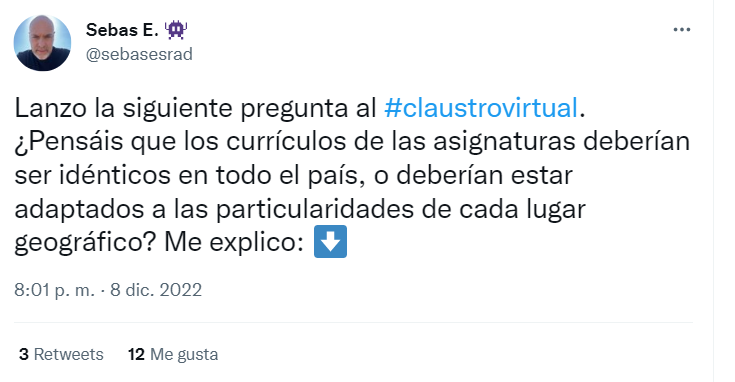 Sebas E. 👾
@sebasesrad
Lanzo la siguiente pregunta al #claustrovirtual.
¿Pensáis que los currículos de las asignaturas deberían
ser idénticos en todo el país, o deberían estar
adaptados a las particularidades de cada lugar
geográfico? Me explico: ⬇️
8:01 p. m. · 8 dic. 2022
3 Retweets 12 Me gusta